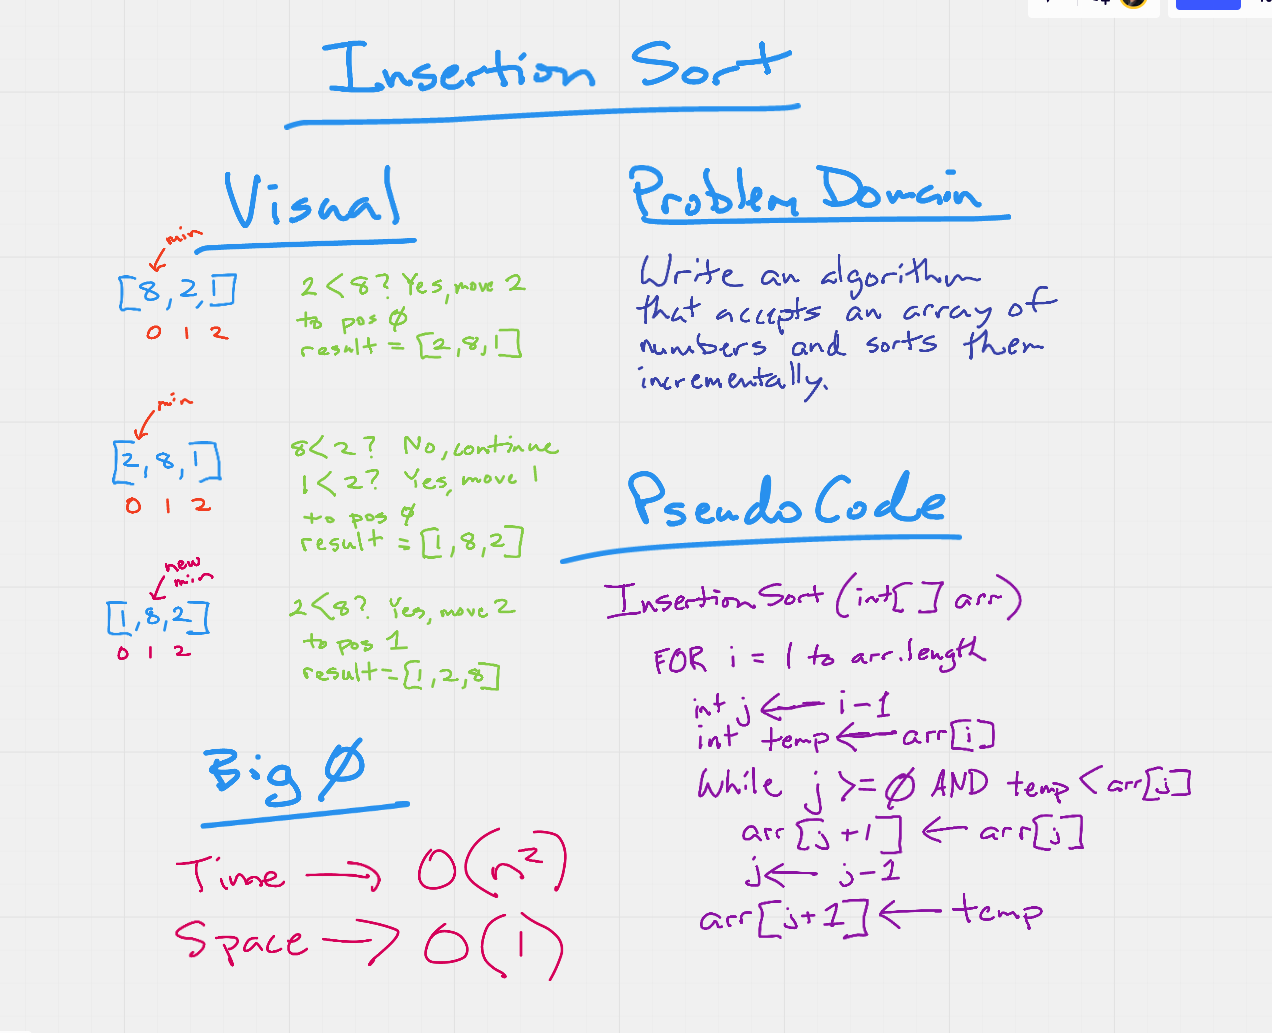 Insertion Sort
Visual
min
[8, 2, 1]
0 1 2
2 < 8? Yes, move 2
to pos 0
result = [2, 8, 1]
min
[2, 8, 1]
0 1 2
8 < 2? No, continue
1 < 2? Yes, move 1
to pos 0
result = [1, 8, 2]
new
min
[1, 8, 2]
0 1 2
2 < 8? Yes, move 2
to pos 1
result = [1, 2, 8]
Big O
Time → O(n²)
Space → O(1)
Problem Domain
Write an algorithm
that accepts an array of
numbers and sorts them
incrementally.
Pseudo Code
InsertionSort (int[] arr)
FOR i = 1 to arr.length
int j ← i-1
int temp ← arr[i]
While j >= 0 AND temp < arr[j]
arr[j+1] ← arr[j]
j ← j-1
arr[j+1] ← temp